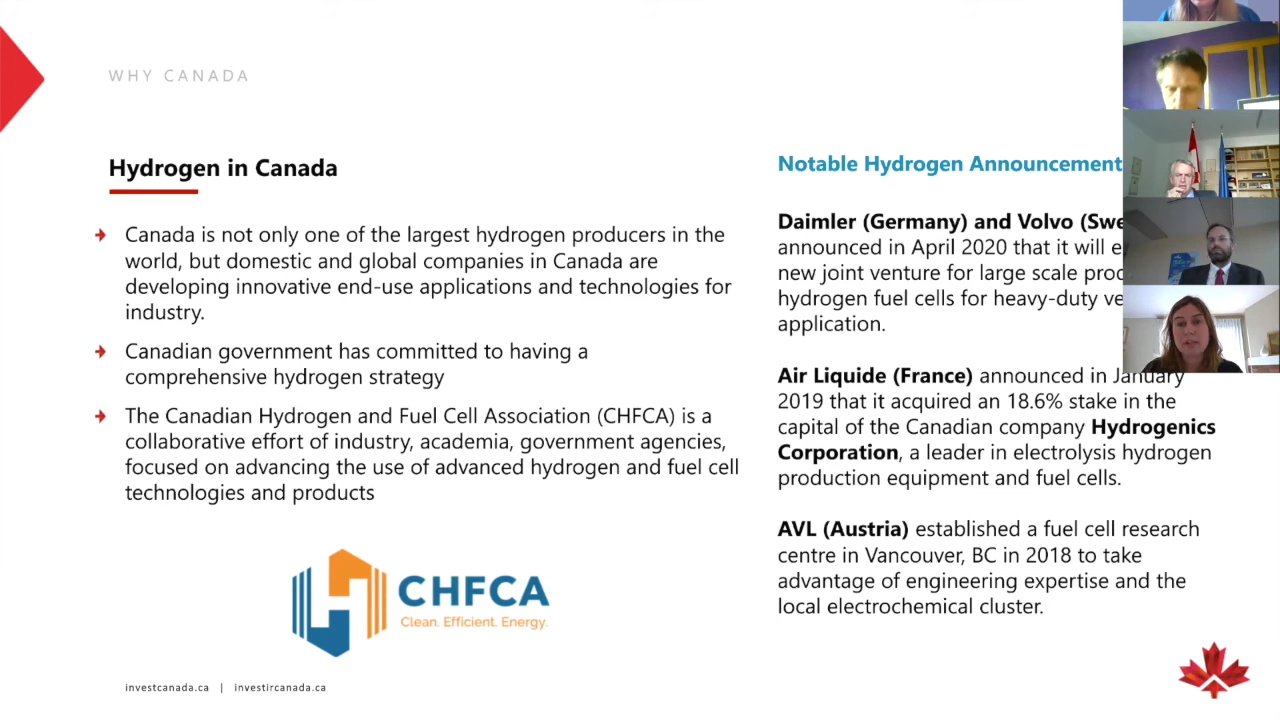 WHY CANADA
Hydrogen in Canada
Canada is not only one of the largest hydrogen producers in the
world, but domestic and global companies in Canada are
developing innovative end-use applications and technologies for
industry.
Canadian government has committed to having a
comprehensive hydrogen strategy
The Canadian Hydrogen and Fuel Cell Association (CHFCA) is a
collaborative effort of industry, academia, government agencies,
focused on advancing the use of advanced hydrogen and fuel cell
technologies and products
CHFCA
Clean. Efficient. Energy.
investcanada.ca | investircanada.ca
Notable Hydrogen Announcement
Daimler (Germany) and Volvo
announced in April 2020 that it will
new joint venture for large scale
hydrogen fuel cells for heavy-duty
application.
Air Liquide (France) announced in January
2019 that it acquired an 18.6% stake in the
capital of the Canadian company Hydrogenics
Corporation, a leader in electrolysis hydrogen
production equipment and fuel cells.
AVL (Austria) established a fuel cell research
centre in Vancouver, BC in 2018 to take
advantage of engineering expertise and the
local electrochemical cluster.